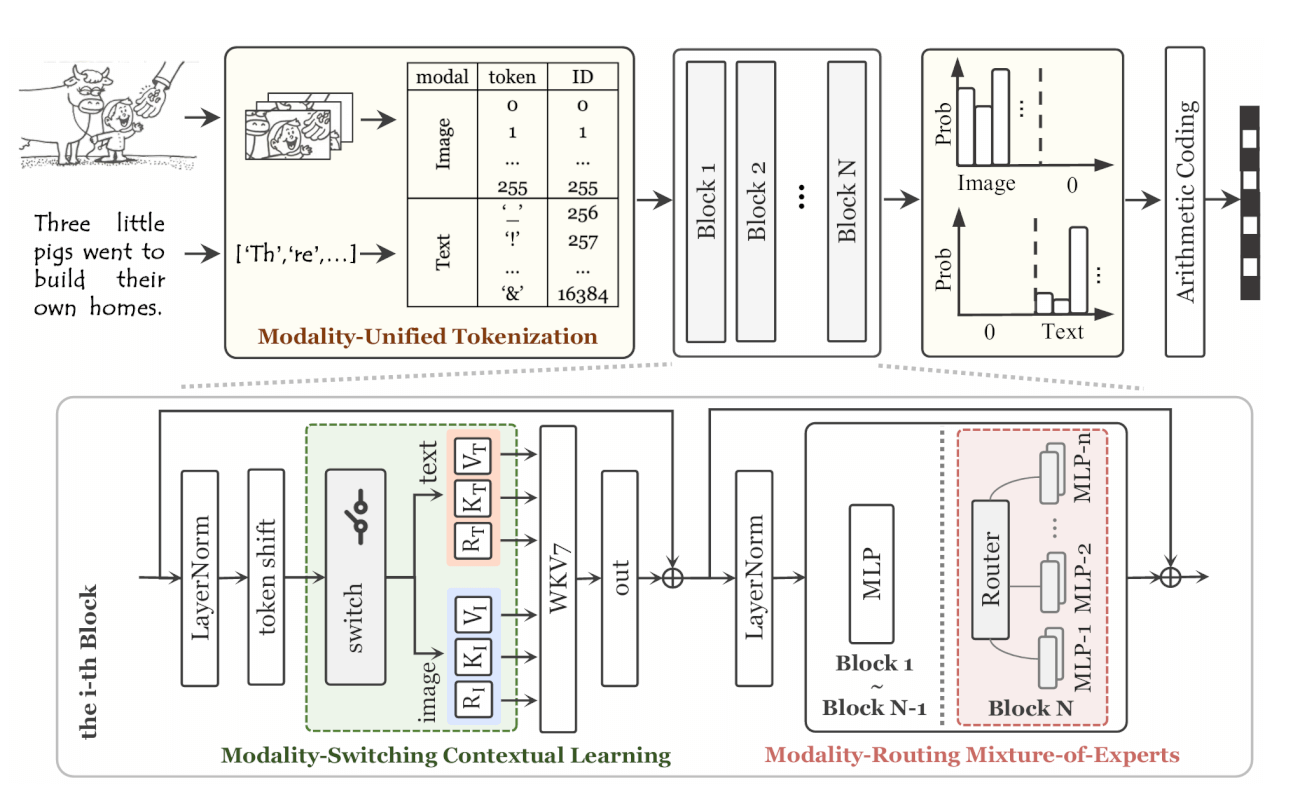 Three little
pigs went to
build their
own homes.
['Th','re',...]
modal token ID
Image
0 0
1 1
... ...
255 255
Text
'_' 256
'!' 257
... ...
'&' 16384
Modality-Unified Tokenization
Block 1
Block 2
...
Block N
Prob
...
Image 0
Prob
...
0 Text
Arithmetic Coding
the i-th Block
LayerNorm
token shift
switch
text
V_T
K_T
R_T
image
V_I
K_I
R_I
WKV7
out
Modality-Switching Contextual Learning
LayerNorm
MLP
Block 1
~
Block N-1
Router
MLP-n
...
MLP-2
MLP-1
Block N
Modality-Routing Mixture-of-Experts